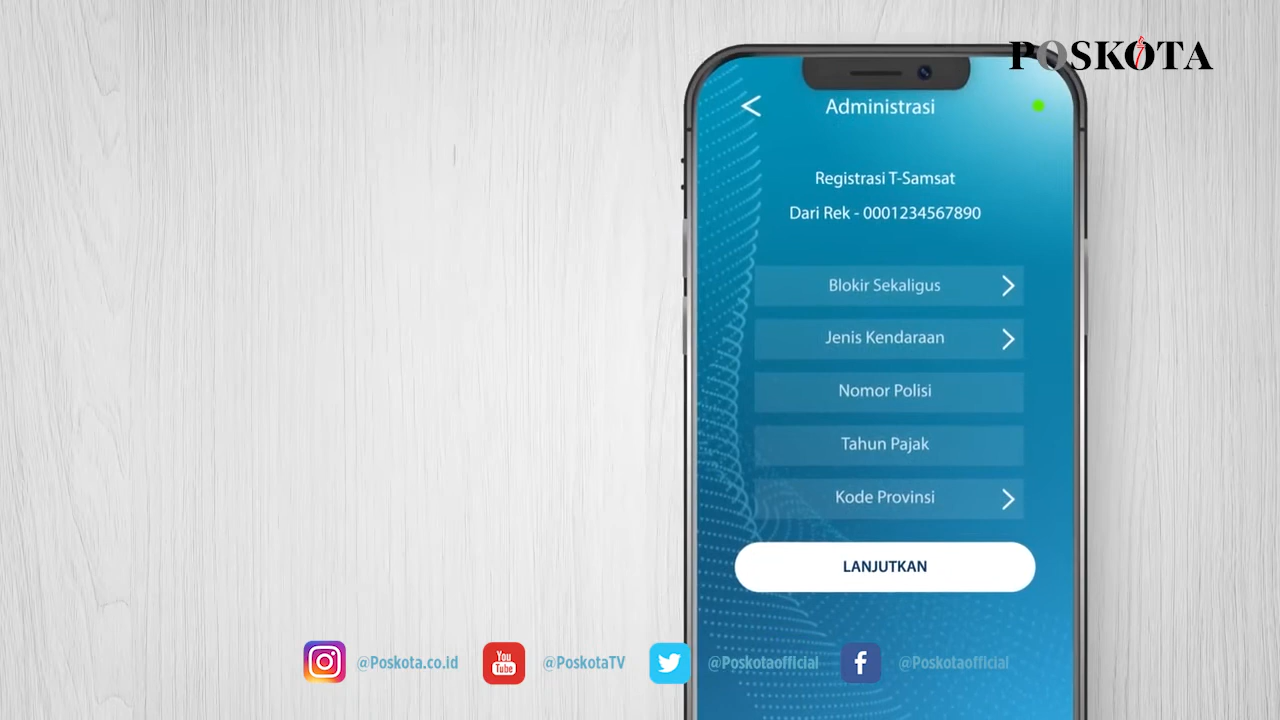 POSKOTA
Administrasi
Registrasi T-Samsat
Dari Rek - 0001234567890
Blokir Sekaligus
Jenis Kendaraan
Nomor Polisi
Tahun Pajak
Kode Provinsi
LANJUTKAN
@Poskota.co.id
You
Tube
@PoskotaTV
@Poskotaofficial
@Poskotaofficial